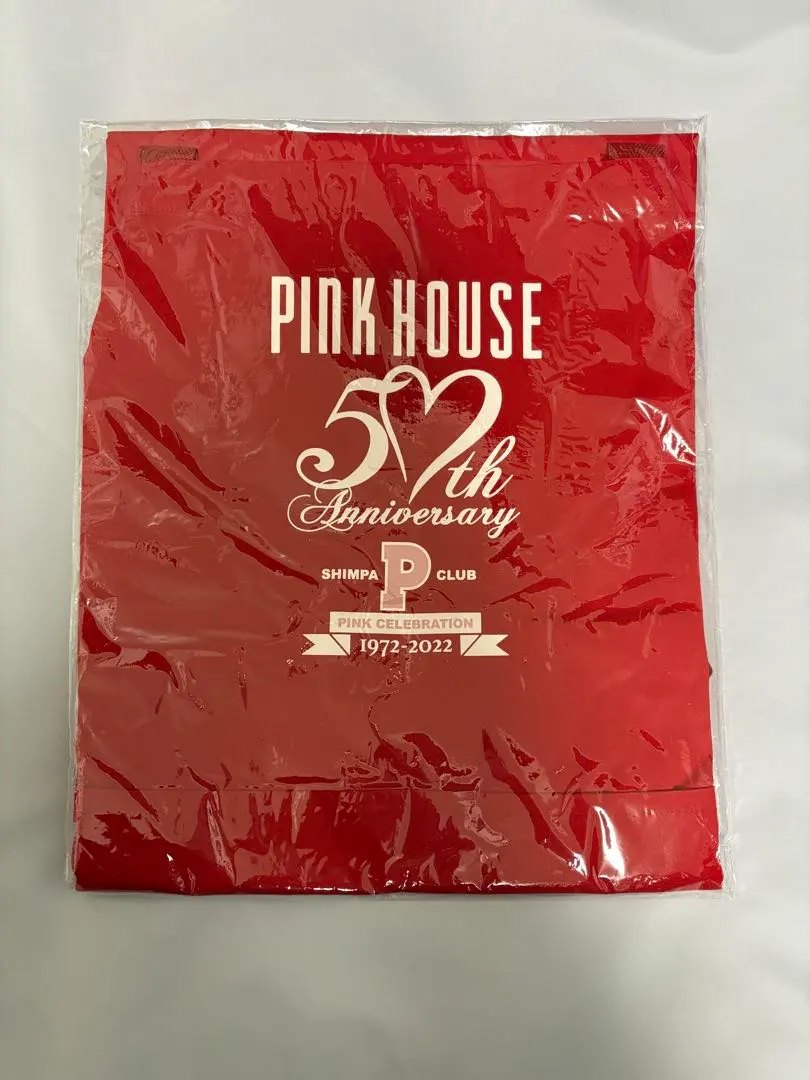 PINK HOUSE
50th
Anniversary
SHIMPA P CLUB
PINK CELEBRATION
1972-2022